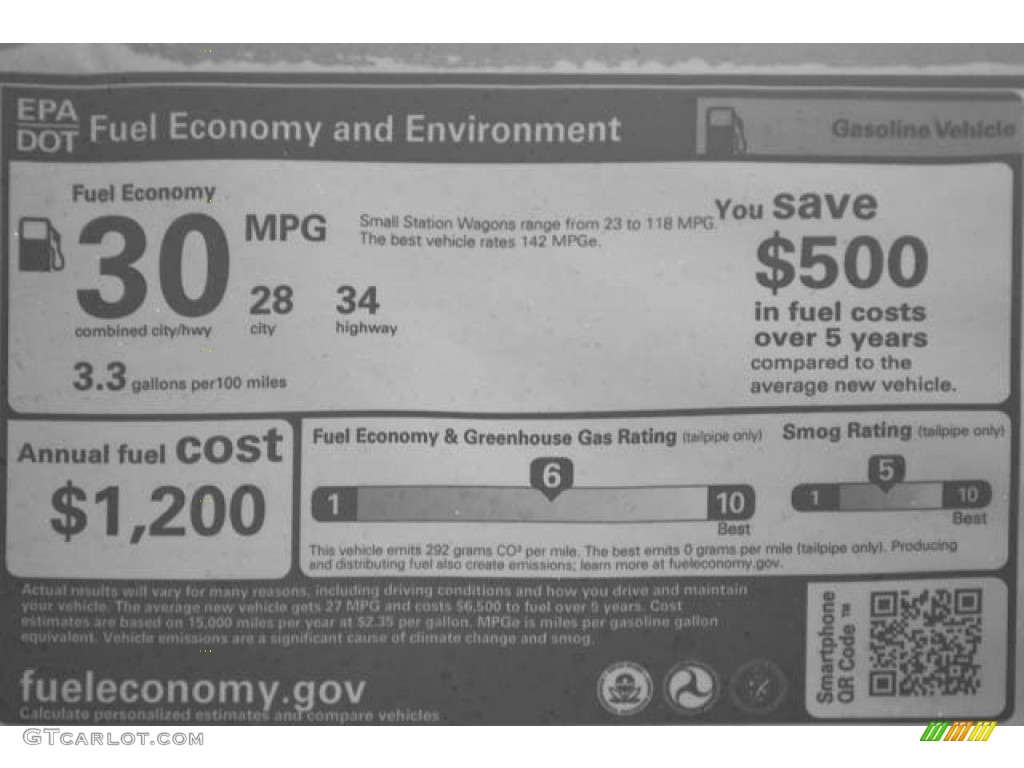 EPA
DOT
Fuel Economy and Environment
Gasoline Vehicle
Fuel Economy
30
MPG
Small Station Wagons range from 23 to 118 MPG.
The best vehicle rates 142 MPGe.
28
34
combined city/hwy
city
highway
3.3 gallons per100 miles
You save
$500
in fuel costs
over 5 years
compared to the
average new vehicle.
Annual fuel cost
$1,200
Fuel Economy & Greenhouse Gas Rating (tailpipe only)
6
1
10
Best
Smog Rating (tailpipe only)
5
1
10
Best
This vehicle emits 292 grams CO² per mile. The best emits 0 grams per mile (tailpipe only). Producing
and distributing fuel also create emissions; learn more at fueleconomy.gov.
Actual results will vary for many reasons, including driving conditions and how you drive and maintain
your vehicle. The average new vehicle gets 27 MPG and costs $6,500 to fuel over 5 years. Cost
estimates are based on 15,000 miles per year at $2.35 per gallon. MPGe is miles per gasoline gallon
equivalent. Vehicle emissions are a significant cause of climate change and smog.
fueleconomy.gov
Calculate personalized estimates and compare vehicles
Smartphone
QR Code ™
GTcarlot.com